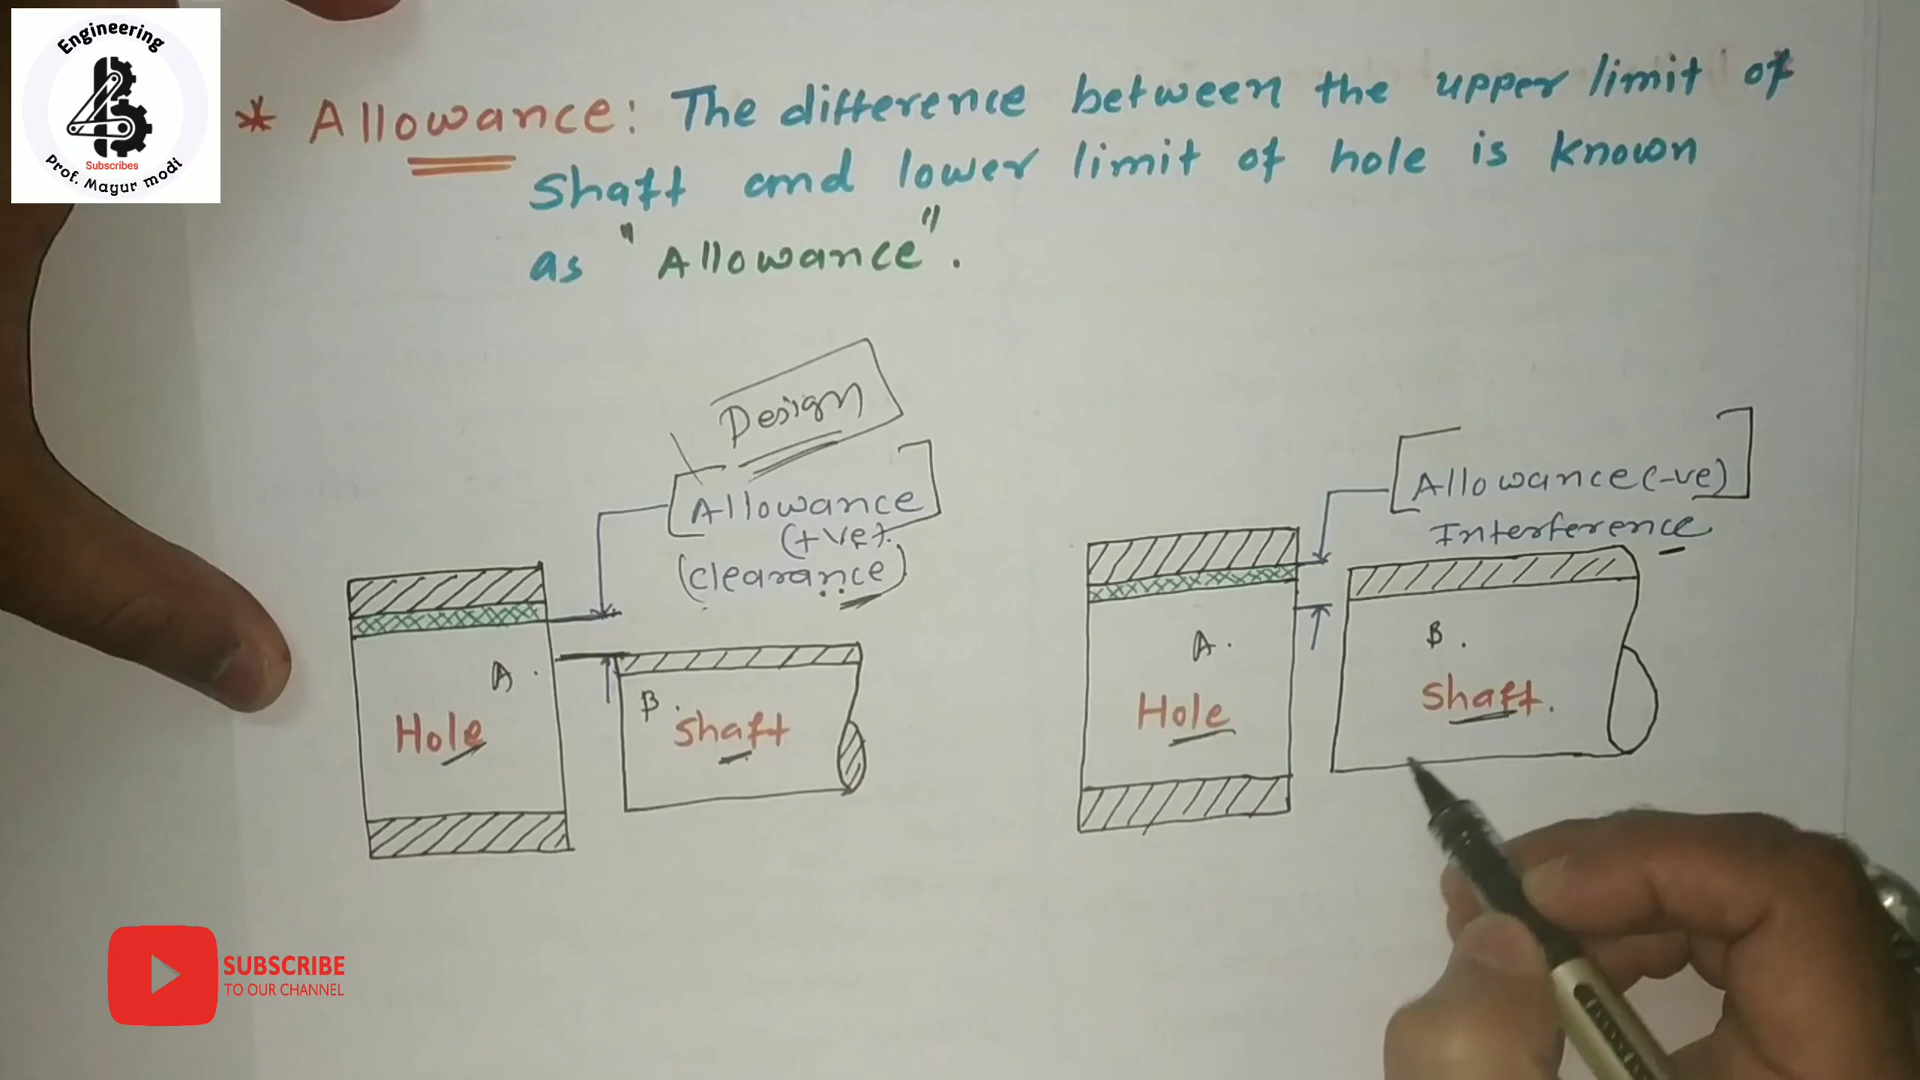 Engineering
Subscribes
Prof. Mayur modi
* Allowance: The difference between the upper limit of
shaft and lower limit of hole is known
as "Allowance".
Design
Allowance
(+ve)
(clearance)
A.
Hole
B.
shaft
Allowance (-ve)
Interference
A.
Hole
B.
shaft.
SUBSCRIBE
TO OUR CHANNEL